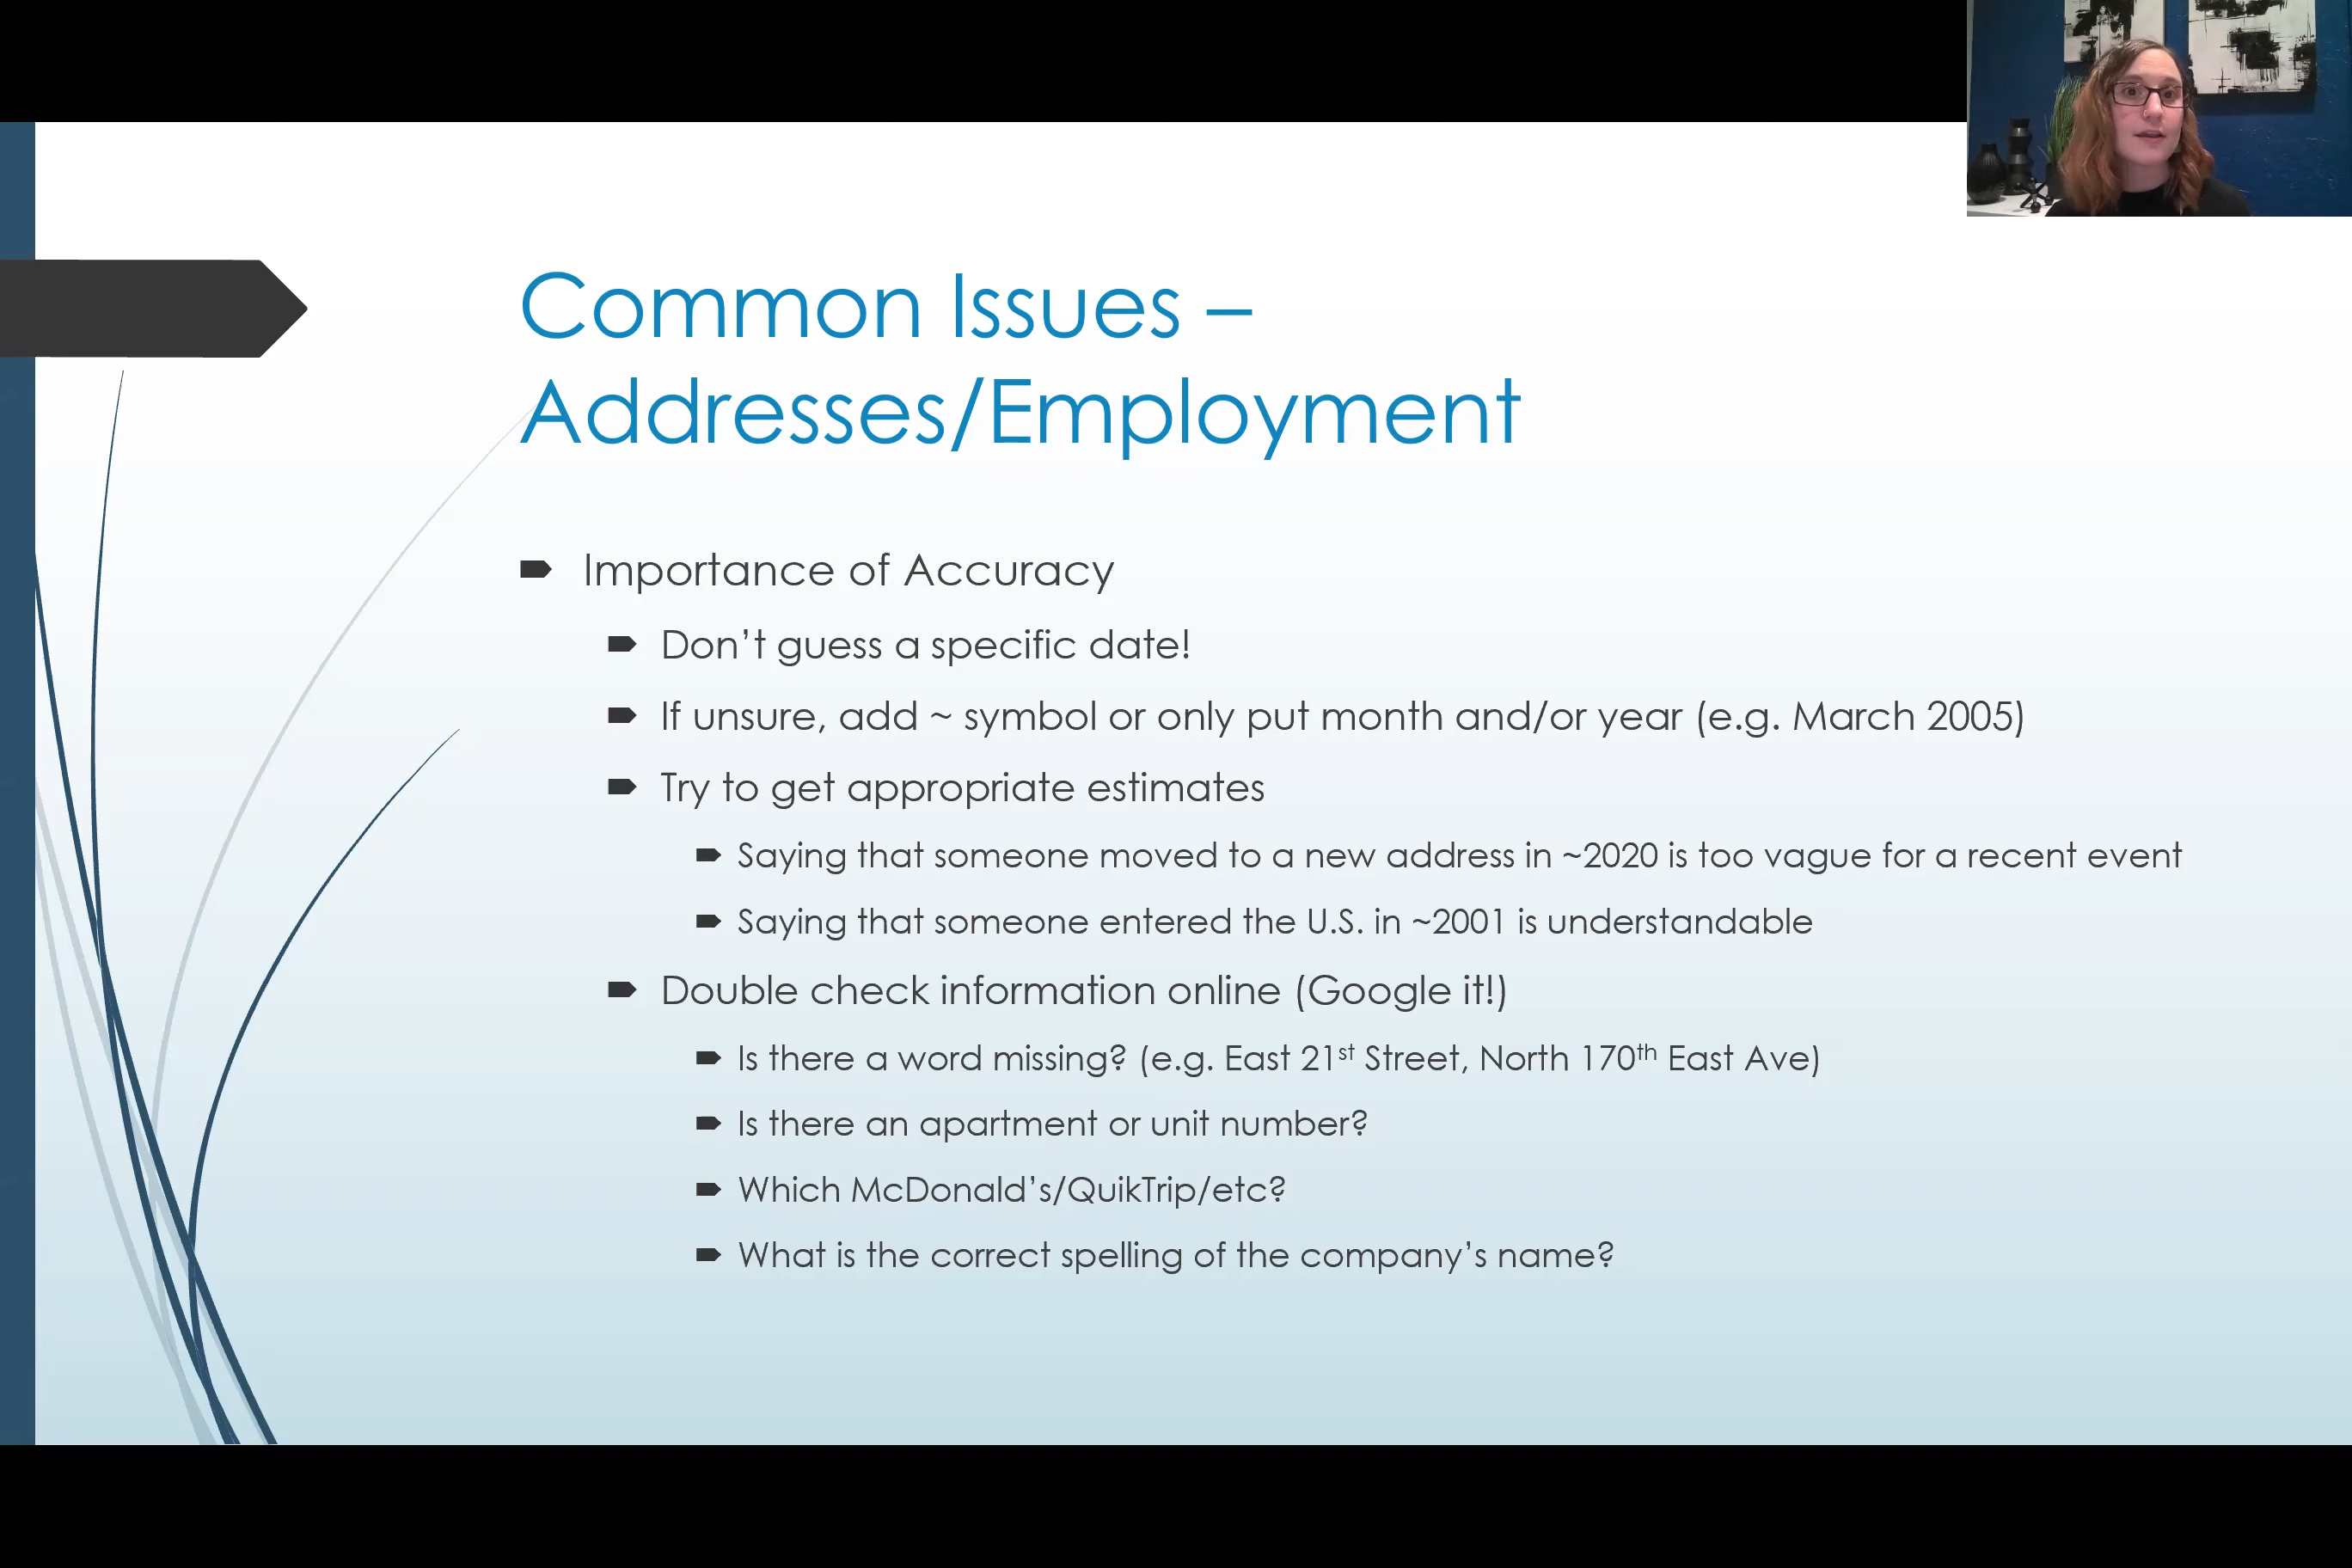 Common Issues –
Addresses/Employment
Importance of Accuracy
Don’t guess a specific date!
If unsure, add ~ symbol or only put month and/or year (e.g. March 2005)
Try to get appropriate estimates
Saying that someone moved to a new address in ~2020 is too vague for a recent event
Saying that someone entered the U.S. in ~2001 is understandable
Double check information online (Google it!)
Is there a word missing? (e.g. East 21st Street, North 170th East Ave)
Is there an apartment or unit number?
Which McDonald’s/QuikTrip/etc?
What is the correct spelling of the company’s name?